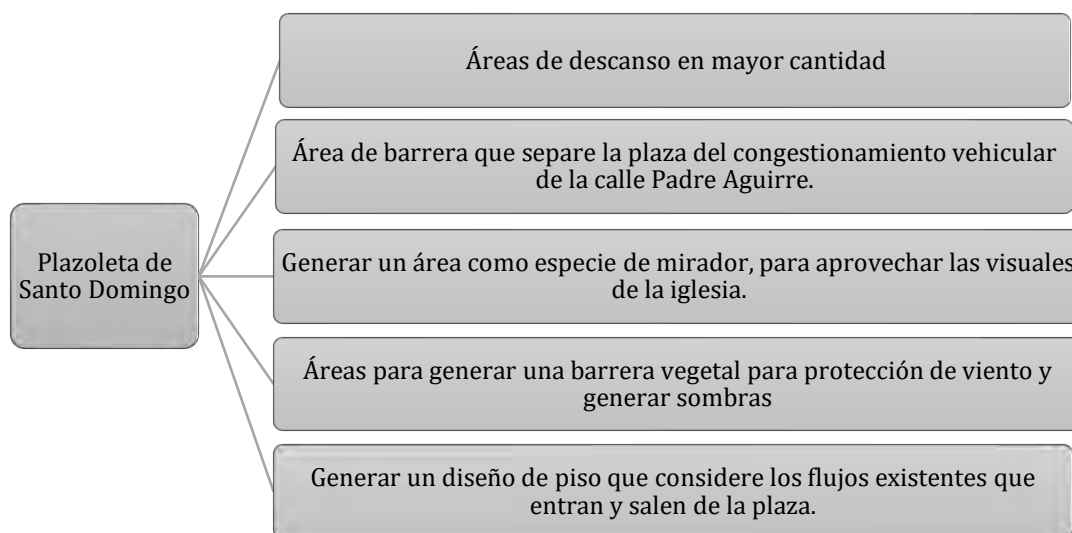 Plazoleta de
Santo Domingo
Áreas de descanso en mayor cantidad
Área de barrera que separe la plaza del congestionamiento vehicular
de la calle Padre Aguirre.
Generar un área como especie de mirador, para aprovechar las visuales
de la iglesia.
Áreas para generar una barrera vegetal para protección de viento y
generar sombras
Generar un diseño de piso que considere los flujos existentes que
entran y salen de la plaza.